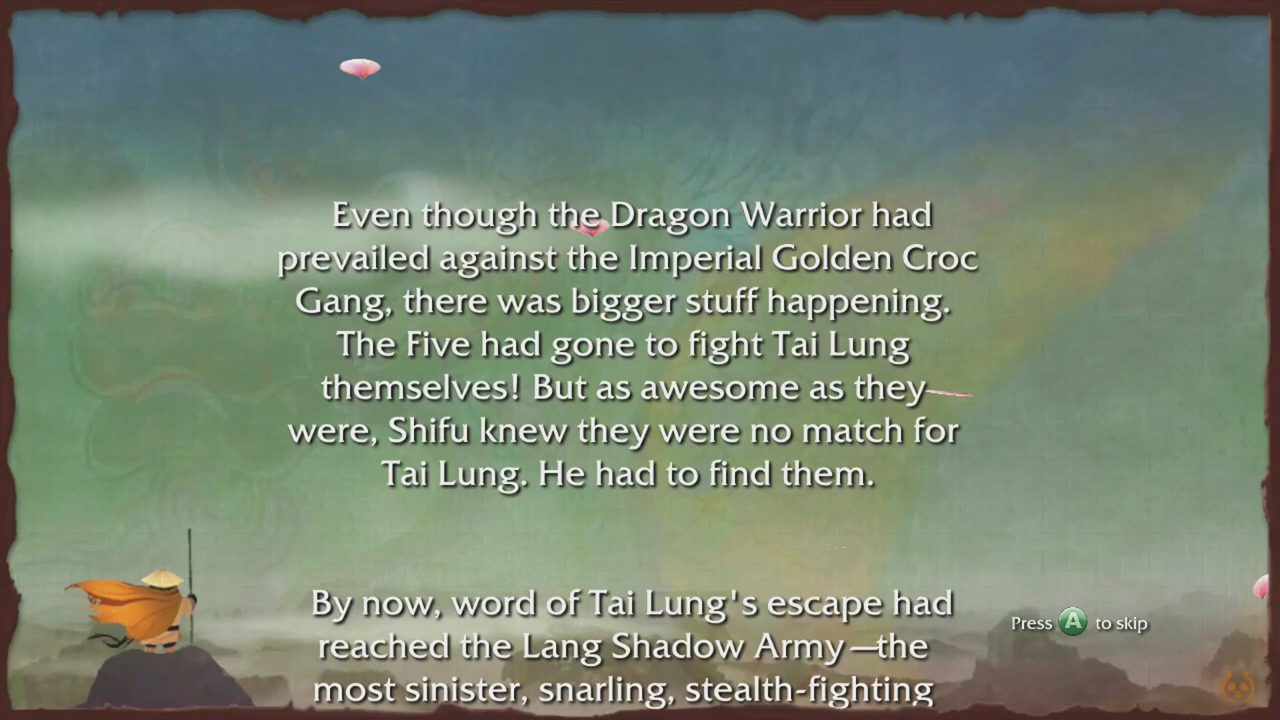 Even though the Dragon Warrior had
prevailed against the Imperial Golden Croc
Gang, there was bigger stuff happening.
The Five had gone to fight Tai Lung
themselves! But as awesome as they
were, Shifu knew they were no match for
Tai Lung. He had to find them.
By now, word of Tai Lung's escape had
reached the Lang Shadow Army—the
most sinister, snarling, stealth-fighting
Press A to skip